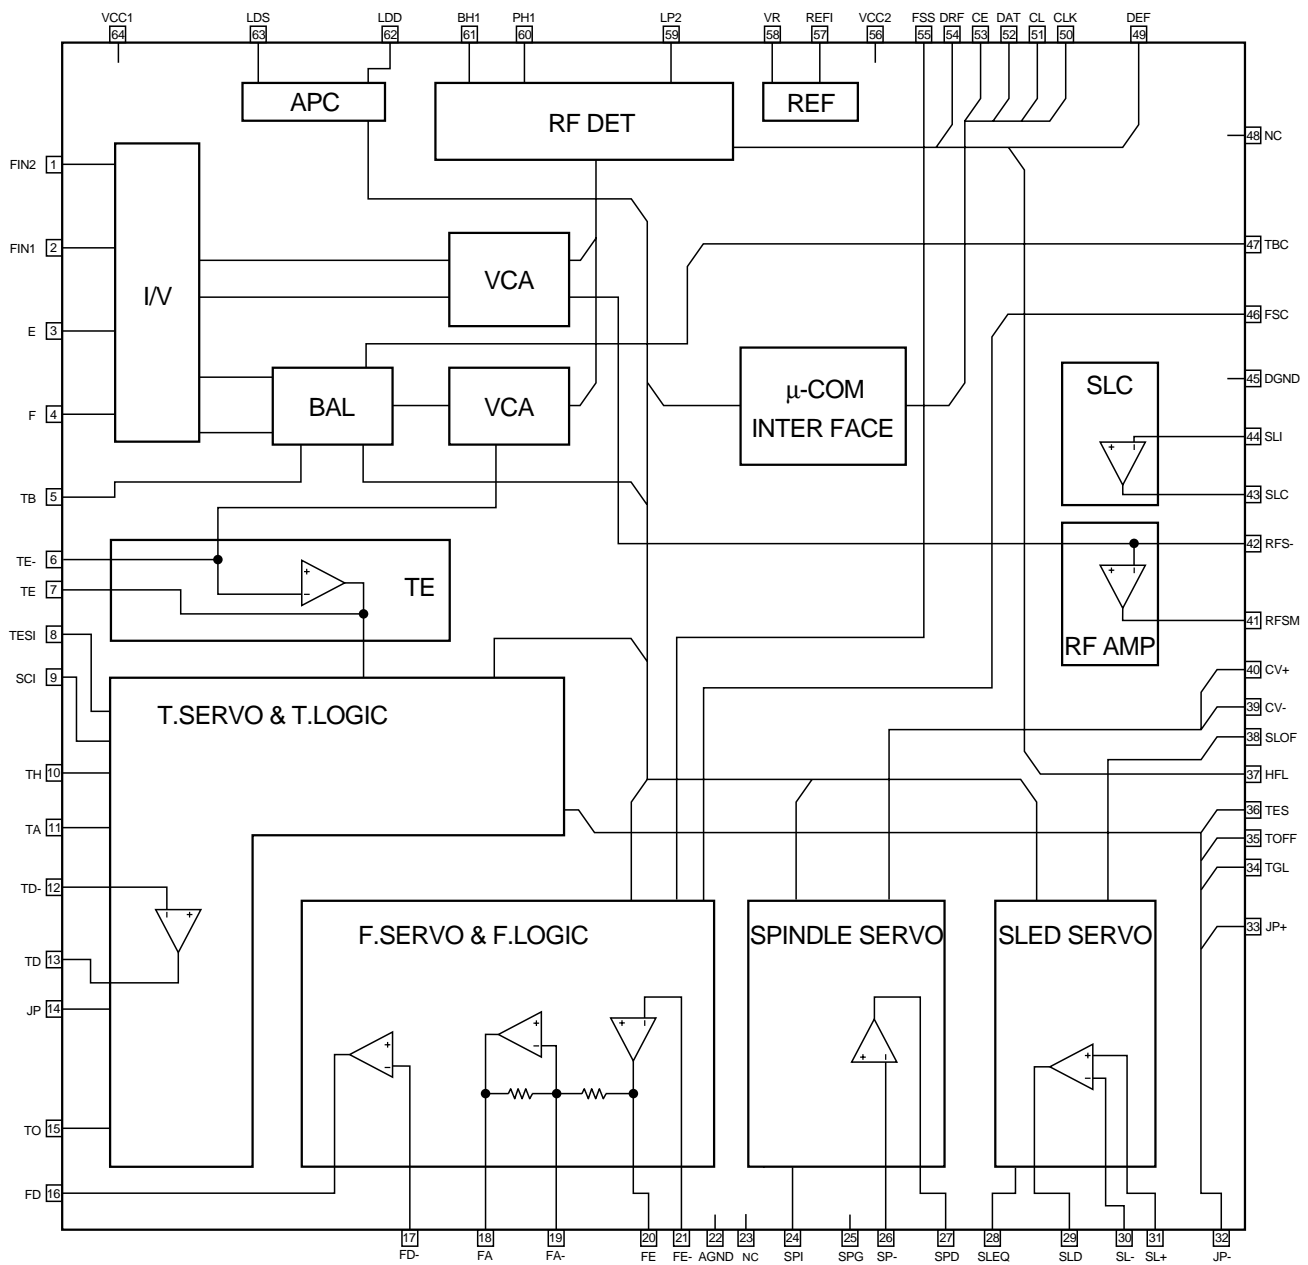 VCC1 LDS LDD BH1 PH1 LP2 VR REFI VCC2 FSS DRF CE DAT CL CLK DEF
64 63 62 61 60 59 58 57 56 55 54 53 52 51 50 49
APC
RF DET
REF
48 NC
FIN2 1
FIN1 2
47 TBC
VCA
I/V
E 3
46 FSC
45 DGND
SLC
BAL
VCA
μ-COM
INTER FACE
F 4
+ −
44 SLI
TB 5
43 SLC
TE- 6
42 RFS-
TE 7
+
−
TE
+ −
TESI 8
41 RFSM
RF AMP
SCI 9
40 CV+
T.SERVO & T.LOGIC
39 CV-
38 SLOF
TH 10
37 HFL
TA 11
36 TES
35 TOFF
34 TGL
TD- 12
− +
33 JP+
F.SERVO & F.LOGIC
SPINDLE SERVO
SLED SERVO
TD 13
JP 14
+
−
+
−
+ −
+ −
+
−
TO 15
FD 16
17 18 19 20 21 22 23 24 25 26 27 28 29 30 31 32
FD- FA FA- FE FE- AGND NC SPI SPG SP- SPD SLEQ SLD SL- SL+ JP-